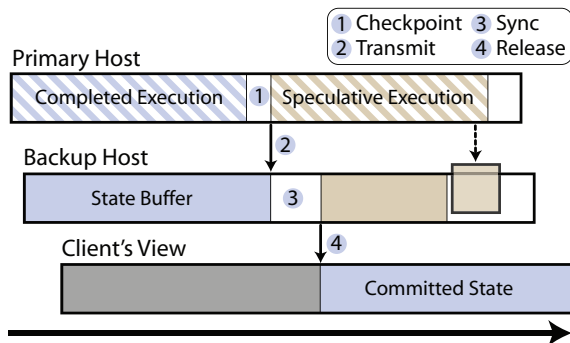 1 Checkpoint 3 Sync
2 Transmit 4 Release
Primary Host
Completed Execution 1 Speculative Execution
2
Backup Host
State Buffer 3
4
Client's View
Committed State